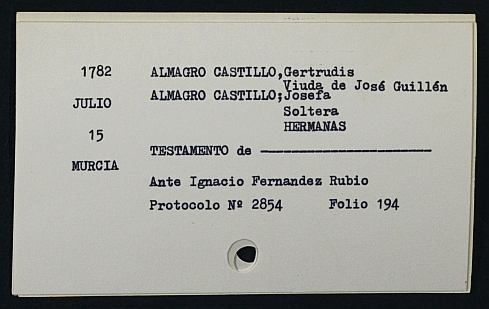 1782 ALMAGRO CASTILLO, Gertrudis
Viuda de José Guillén
JULIO ALMAGRO CASTILLO; Josefa
Soltera
15 HERMANAS
TESTAMENTO de ----------------------
MURCIA
Ante Ignacio Fernandez Rubio
Protocolo Nº 2854 Folio 194